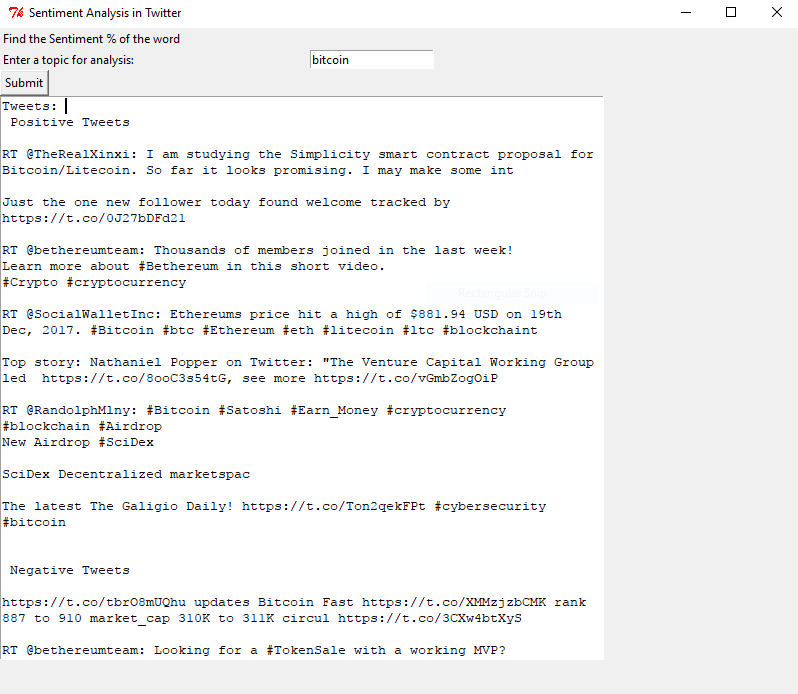 Sentiment Analysis in Twitter
Find the Sentiment % of the word
Enter a topic for analysis:
bitcoin
Submit
Tweets:
Positive Tweets
RT @TheRealXinxi: I am studying the Simplicity smart contract proposal for
Bitcoin/Litecoin. So far it looks promising. I may make some int
Just the one new follower today found welcome tracked by
https://t.co/0J27bDFd21
RT @bethereumteam: Thousands of members joined in the last week!
Learn more about #Bethereum in this short video.
#Crypto #cryptocurrency
Rectangular Snip
RT @SocialWalletInc: Ethereums price hit a high of $881.94 USD on 19th
Dec, 2017. #Bitcoin #btc #Ethereum #eth #litecoin #ltc #blockchaint
Top story: Nathaniel Popper on Twitter: "The Venture Capital Working Group
led  https://t.co/8ooC3s54tG, see more https://t.co/vGmbZogOiP
RT @RandolphMlny: #Bitcoin #Satoshi #Earn_Money #cryptocurrency
#blockchain #Airdrop
New Airdrop #SciDex
SciDex Decentralized marketspac
The latest The Galigio Daily! https://t.co/Ton2qekFPt #cybersecurity
#bitcoin
Negative Tweets
https://t.co/tbrO8mUQhu updates Bitcoin Fast https://t.co/XMMzjzbCMK rank
887 to 910 market_cap 310K to 311K circul https://t.co/3CXw4btXyS
RT @bethereumteam: Looking for a #TokenSale with a working MVP?